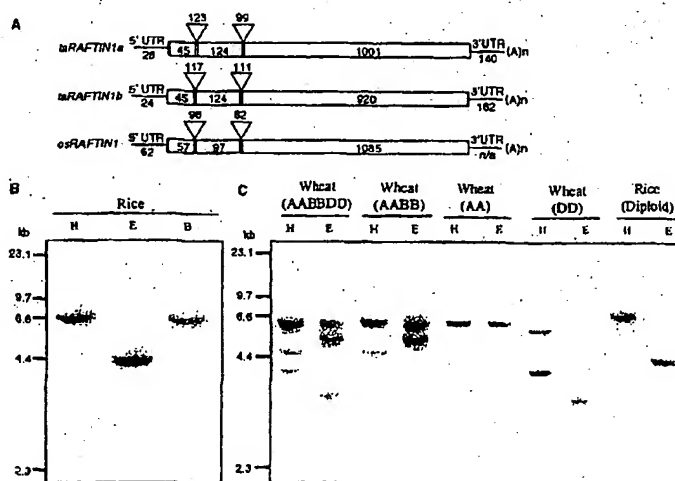 A
123 99
taRAFTIN1a 5' UTR 28 45 124 1001 3'UTR 140 (A)n
117 111
taRAFTIN1b 5' UTR 24 45 124 920 3'UTR 162 (A)n
98 82
osRAFTIN1 5' UTR 62 57 97 1085 3'UTR n/a (A)n
B
Rice
kb H E B
23.1
9.7
6.6
4.4
2.3
C
Wheat (AABBDD) Wheat (AABB) Wheat (AA) Wheat (DD) Rice (Diploid)
kb H E H E H E H E H E
23.1
9.7
6.6
4.4
2.3